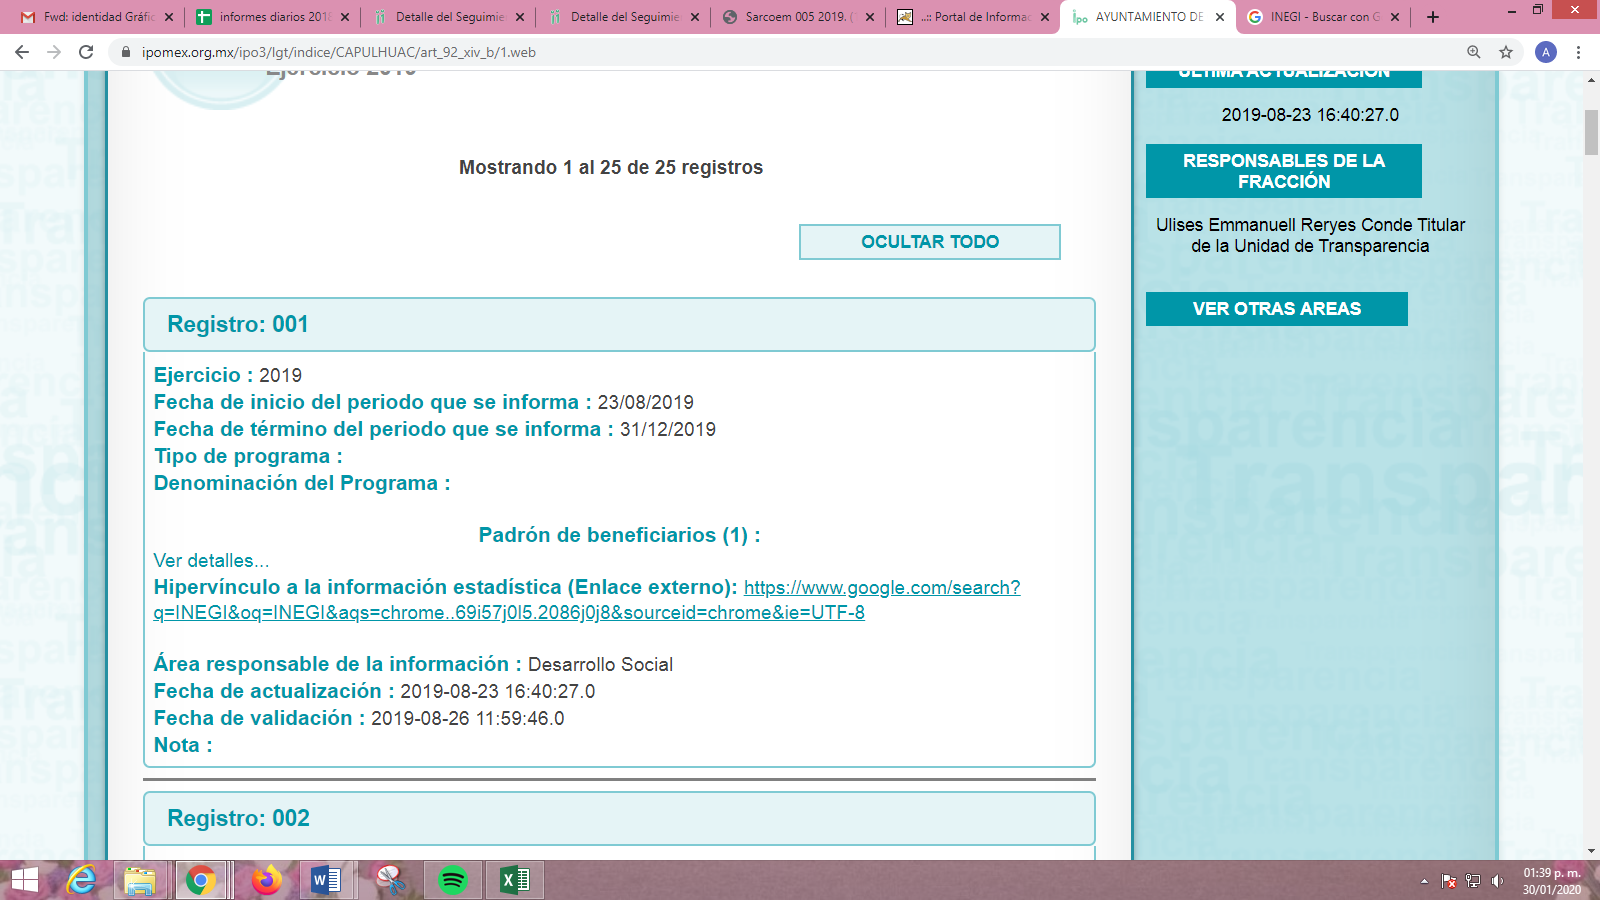 Fwd: identidad Gráfic
informes diarios 2018
Detalle del Seguimie
Detalle del Seguimie
Sarcoem 005 2019. (
..:: Portal de Informac
AYUNTAMIENTO DE
INEGI - Buscar con G
ipomex.org.mx/ipo3/lgt/indice/CAPULHUAC/art_92_xiv_b/1.web
A
Ejercicio 2019
Mostrando 1 al 25 de 25 registros
OCULTAR TODO
Registro: 001
Ejercicio : 2019
Fecha de inicio del periodo que se informa : 23/08/2019
Fecha de término del periodo que se informa : 31/12/2019
Tipo de programa :
Denominación del Programa :
Padrón de beneficiarios (1) :
Ver detalles...
Hipervínculo a la información estadística (Enlace externo): https://www.google.com/search?
q=INEGI&oq=INEGI&aqs=chrome..69i57j0l5.2086j0j8&sourceid=chrome&ie=UTF-8
Área responsable de la información : Desarrollo Social
Fecha de actualización : 2019-08-23 16:40:27.0
Fecha de validación : 2019-08-26 11:59:46.0
Nota :
Registro: 002
ÚLTIMA ACTUALIZACIÓN
2019-08-23 16:40:27.0
RESPONSABLES DE LA
FRACCIÓN
Ulises Emmanuell Reryes Conde Titular
de la Unidad de Transparencia
VER OTRAS AREAS
01:39 p. m.
30/01/2020